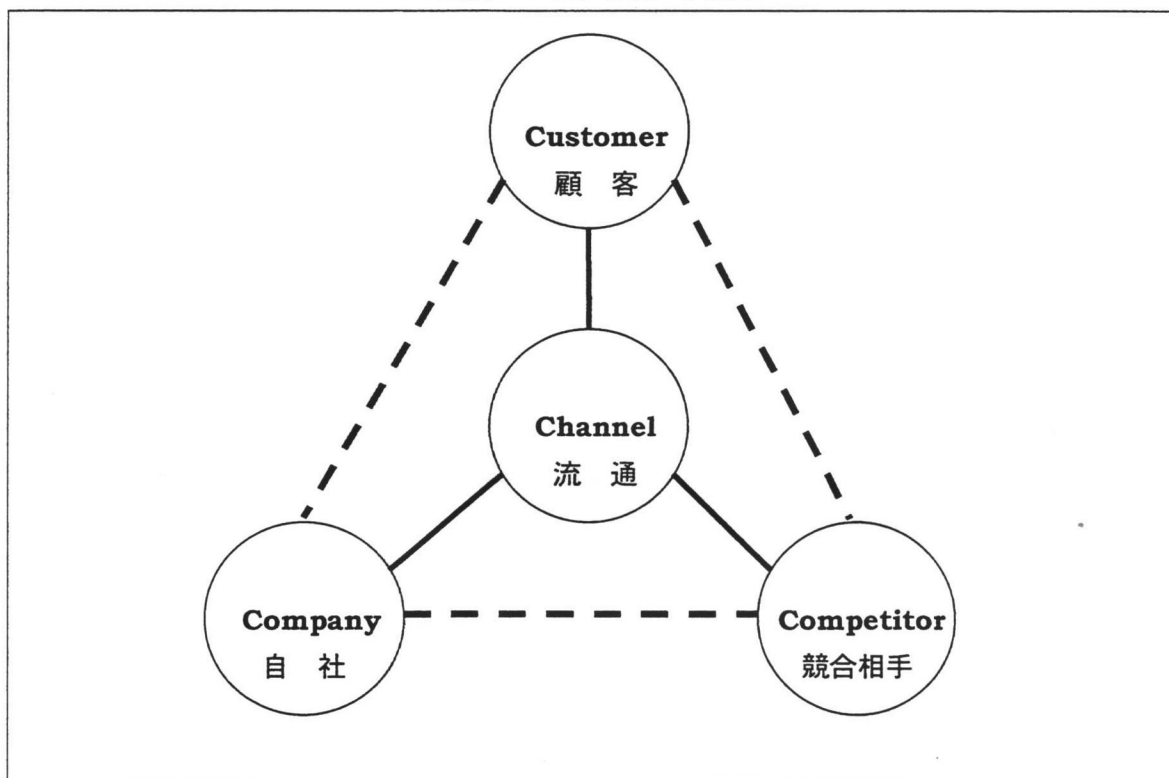 Customer
顧 客
Channel
流 通
Company
自 社
Competitor
競合相手